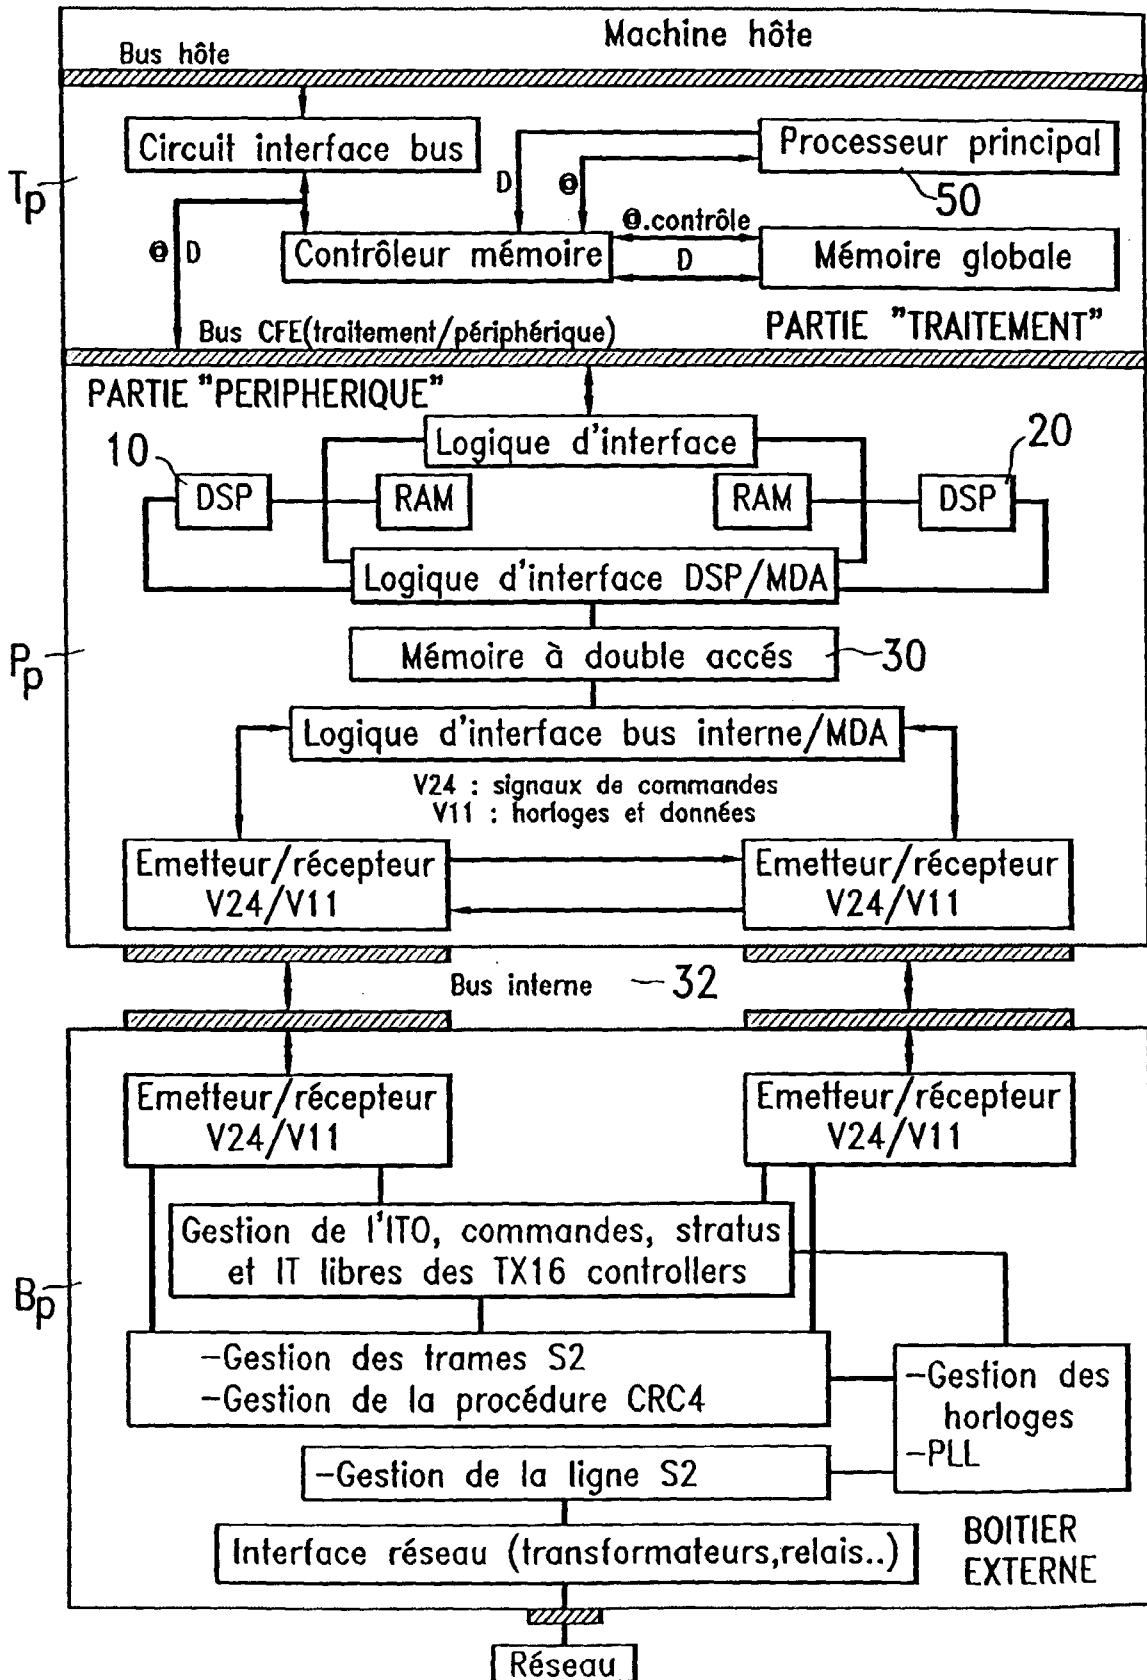 Machine hôte
Bus hôte
Circuit interface bus
Processeur principal
50
Tp
D
@
@.contrôle
Contrôleur mémoire
D
Mémoire globale
@ D
Bus CFE(traitement/périphérique)
PARTIE "TRAITEMENT"
PARTIE "PERIPHERIQUE"
Logique d'interface
10
20
DSP
RAM
RAM
DSP
Logique d'interface DSP/MDA
Pp
Mémoire à double accés
30
Logique d'interface bus interne/MDA
V24 : signaux de commandes
V11 : horloges et données
Emetteur/récepteur
V24/V11
Emetteur/récepteur
V24/V11
Bus interne
32
Emetteur/récepteur
V24/V11
Emetteur/récepteur
V24/V11
Gestion de l'ITO, commandes, stratus
et IT libres des TX16 controllers
Bp
-Gestion des trames S2
-Gestion de la procédure CRC4
-Gestion des
horloges
-PLL
-Gestion de la ligne S2
Interface réseau (transformateurs,relais..)
BOITIER
EXTERNE
Réseau